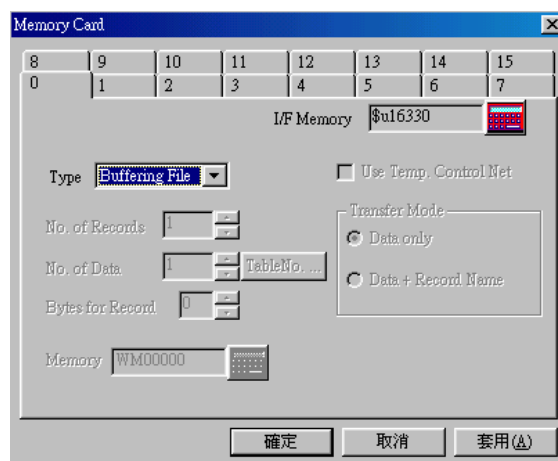 Memory Card
8 9 10 11 12 13 14 15
0 1 2 3 4 5 6 7
I/F Memory $u16330
Type Buffering File
Use Temp. Control Net
No. of Records 1
Transfer Mode
Data only
No. of Data 1 TableNo. ...
Data + Record Name
Bytes for Record 0
Memory WM00000
確定 取消 套用(A)